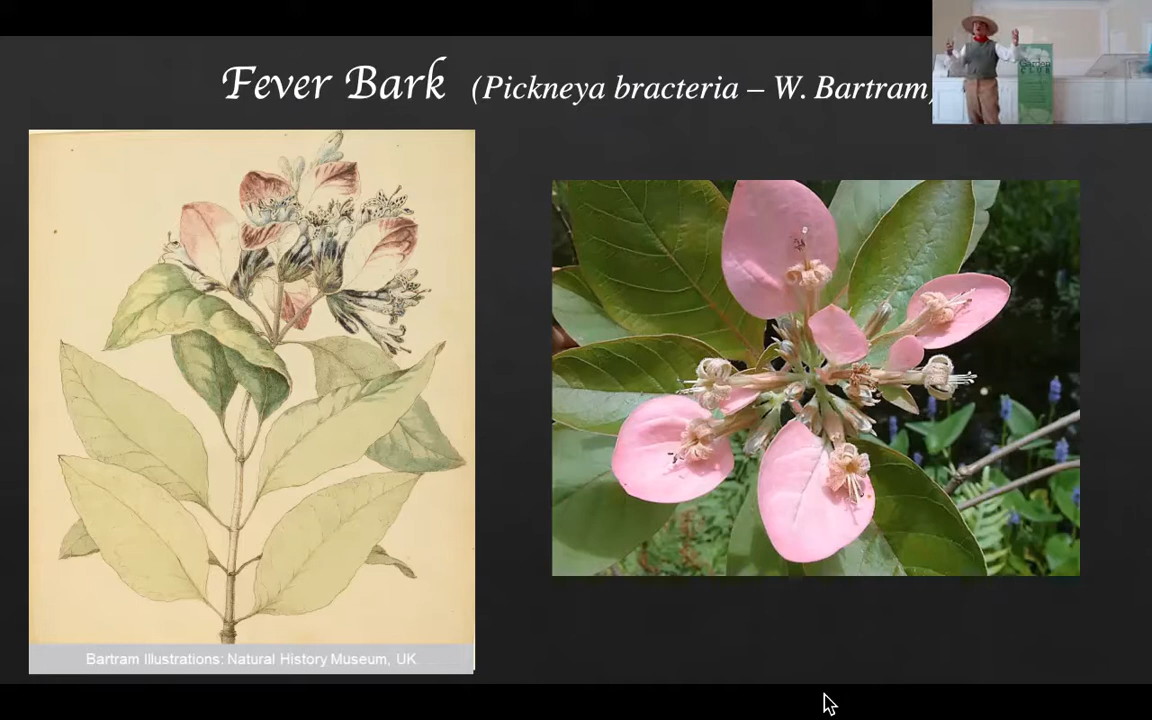 Fever Bark (Pickneya bracteria – W. Bartram)
Bartram Illustrations: Natural History Museum, UK